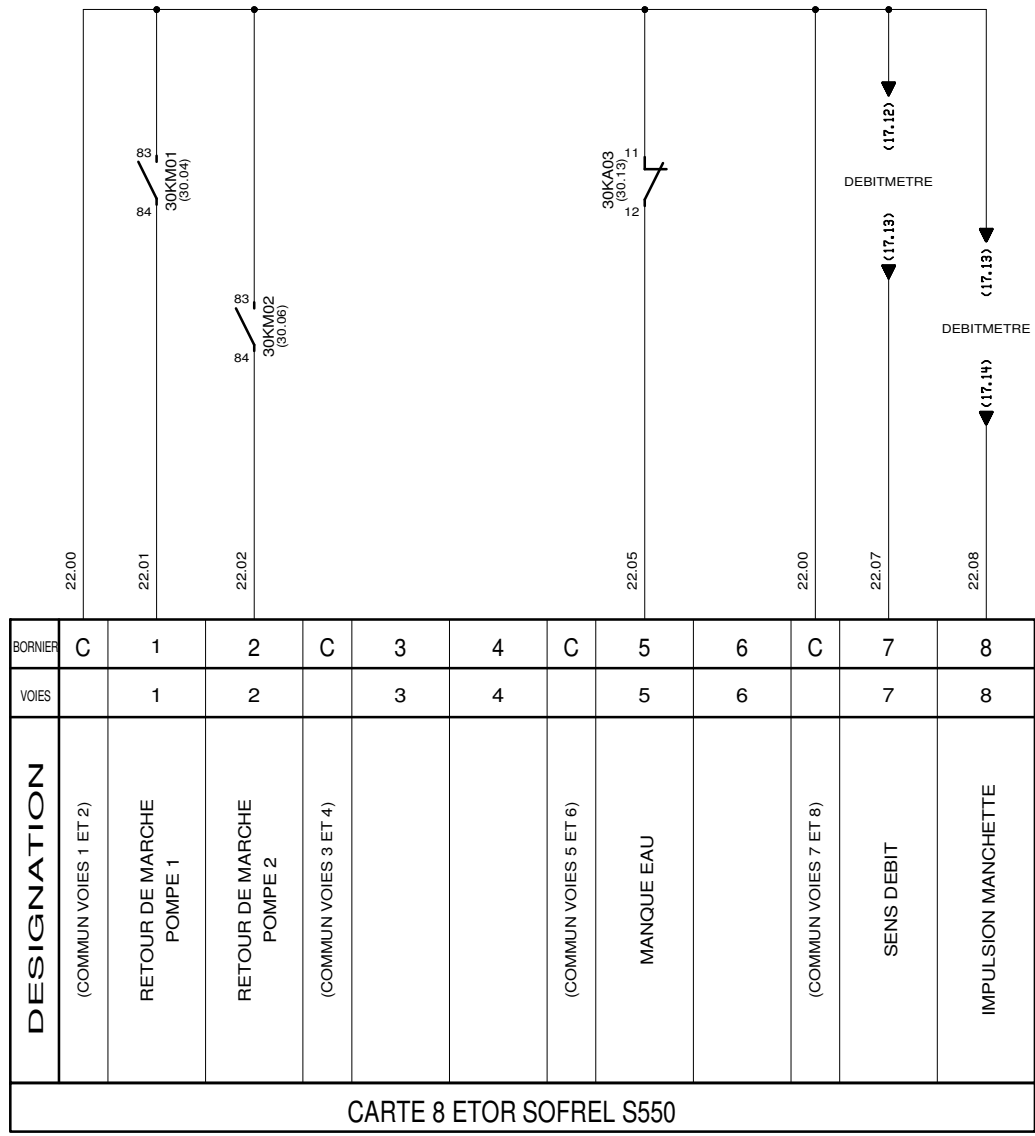 83
30KM01
(30.04)
84
11
30KA03
(30.13)
12
(17.12)
DEBITMETRE
(17.13)
(17.13)
DEBITMETRE
(17.14)
83
30KM02
(30.06)
84
22.00
22.01
22.02
22.05
22.00
22.07
22.08
BORNIER C 1 2 C 3 4 C 5 6 C 7 8
VOIES 1 2 3 4 5 6 7 8
DESIGNATION
(COMMUN VOIES 1 ET 2)
RETOUR DE MARCHE
POMPE 1
RETOUR DE MARCHE
POMPE 2
(COMMUN VOIES 3 ET 4)
(COMMUN VOIES 5 ET 6)
MANQUE EAU
(COMMUN VOIES 7 ET 8)
SENS DEBIT
IMPULSION MANCHETTE
CARTE 8 ETOR SOFREL S550